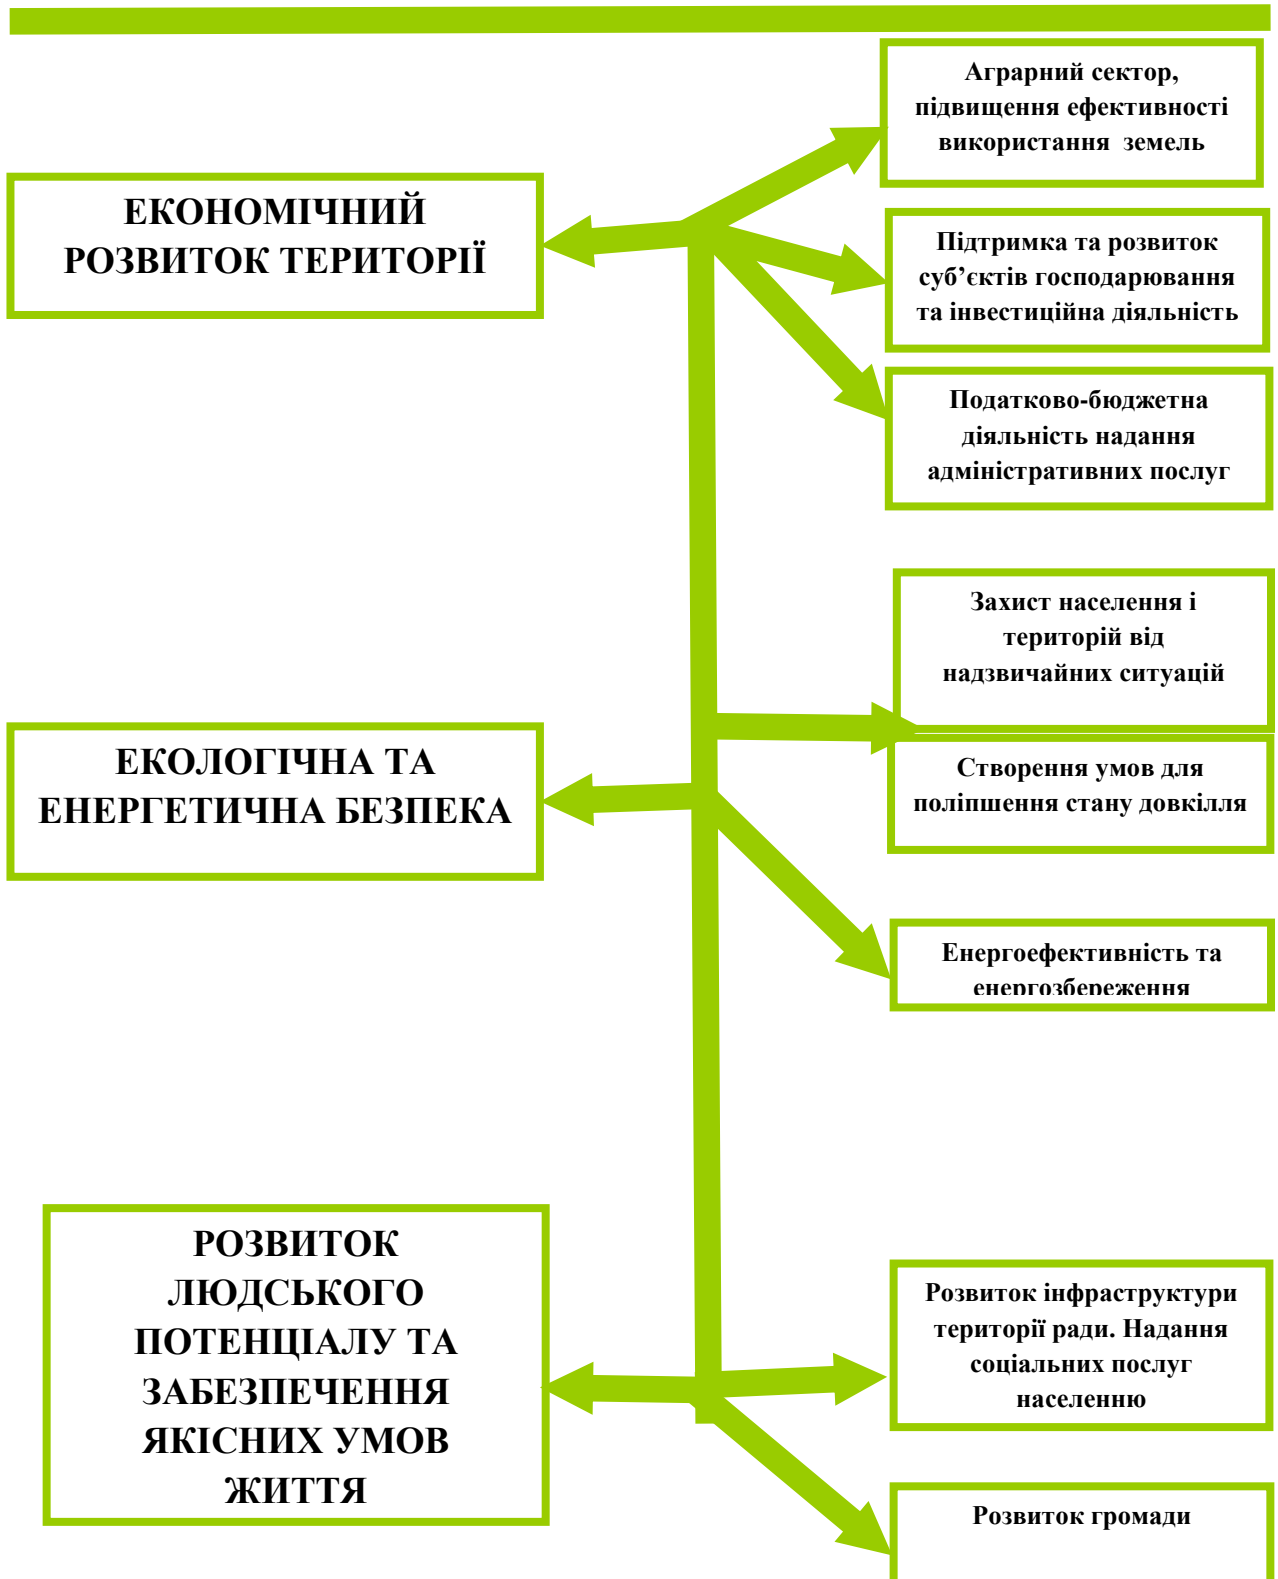 Аграрний сектор,
підвищення ефективності
використання земель
ЕКОНОМІЧНИЙ
РОЗВИТОК ТЕРИТОРІЇ
Підтримка та розвиток
суб’єктів господарювання
та інвестиційна діяльність
Податково-бюджетна
діяльність надання
адміністративних послуг
Захист населення і
територій від
надзвичайних ситуацій
ЕКОЛОГІЧНА ТА
ЕНЕРГЕТИЧНА БЕЗПЕКА
Створення умов для
поліпшення стану довкілля
Енергоефективність та
енергозбереження
РОЗВИТОК
ЛЮДСЬКОГО
ПОТЕНЦІАЛУ ТА
ЗАБЕЗПЕЧЕННЯ
ЯКІСНИХ УМОВ
ЖИТТЯ
Розвиток інфраструктури
території ради. Надання
соціальних послуг
населенню
Розвиток громади